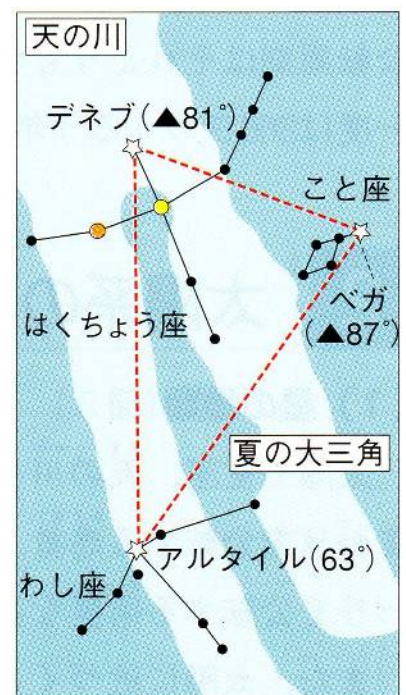 天の川
デネブ(▲81°)
こと座
ベガ
(▲87°)
はくちょう座
夏の大三角
アルタイル(63°)
わし座